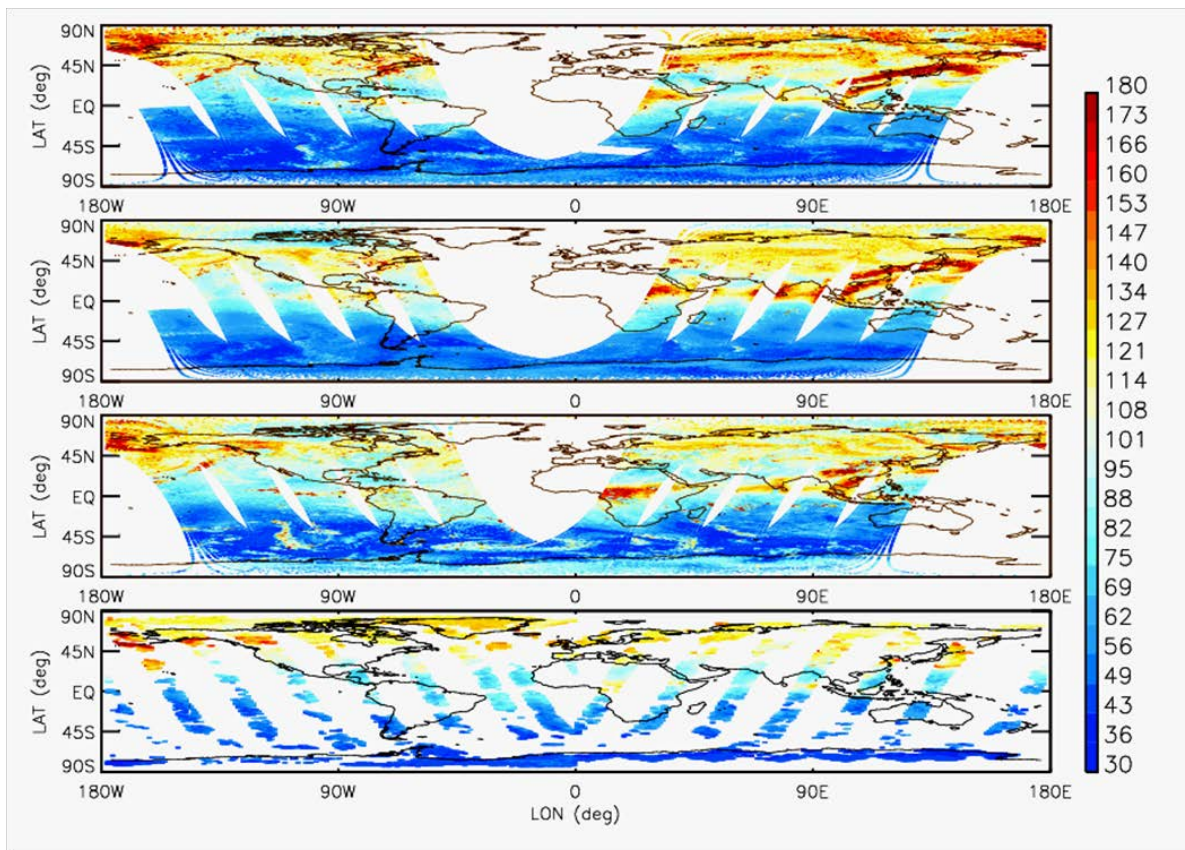 90N
45N
EQ
45S
90S
LAT (deg)
180W 90W 0 90E 180E
90N
45N
EQ
45S
90S
LAT (deg)
180W 90W 0 90E 180E
90N
45N
EQ
45S
90S
LAT (deg)
180W 90W 0 90E 180E
90N
45N
EQ
45S
90S
LAT (deg)
180W 90W 0 90E 180E
LON (deg)
180
173
166
160
153
147
140
134
127
121
114
108
101
95
88
82
75
69
62
56
49
43
36
30